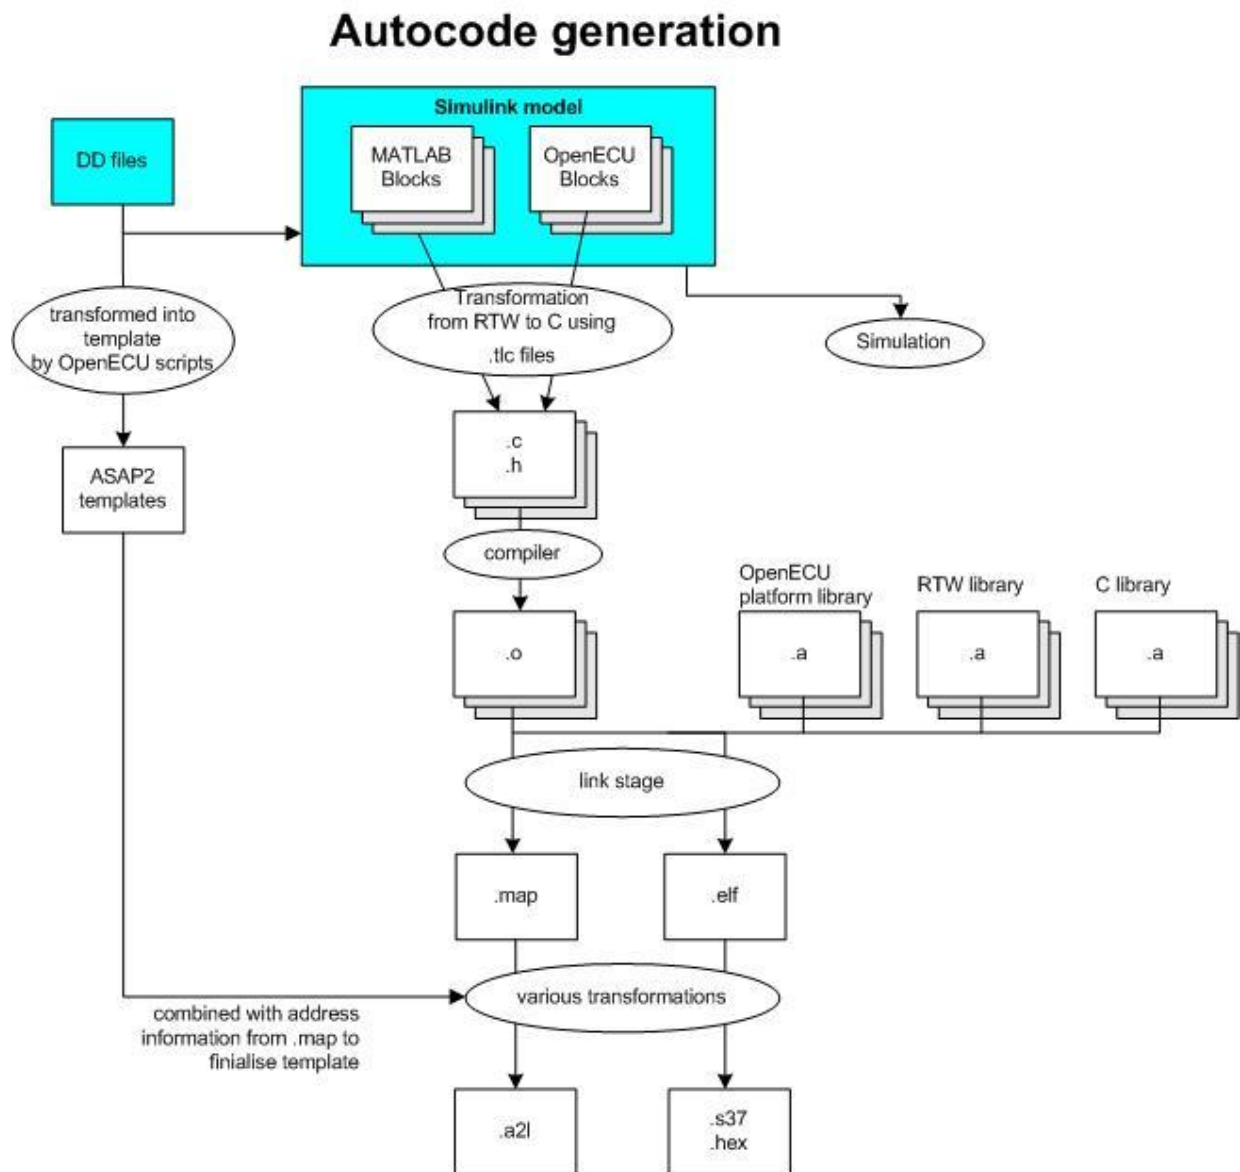 Autocode generation
Simulink model
DD files
MATLAB
Blocks
OpenECU
Blocks
transformed into
template
by OpenECU scripts
Transformation
from RTW to C using
.tlc files
Simulation
.c
.h
ASAP2
templates
compiler
OpenECU
platform library
RTW library
C library
.o
.a
.a
.a
link stage
.map
.elf
various transformations
combined with address
information from .map to
finialise template
.a2l
.s37
.hex